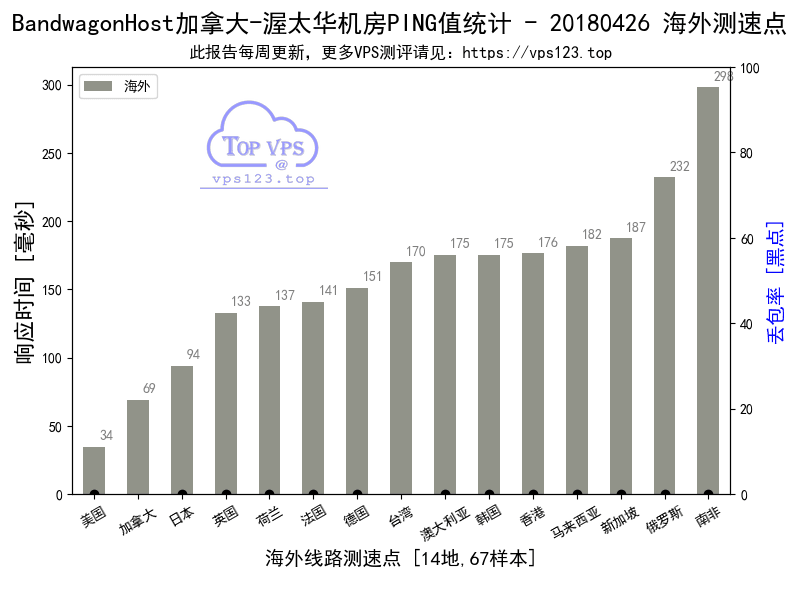 BandwagonHost加拿大-渥太华机房PING值统计 - 20180426 海外测速点
此报告每周更新, 更多VPS测评请见: https://vps123.top
海外
TOP VPS
@
vps123.top
响应时间 [毫秒]
300
250
200
150
100
50
0
34
69
94
133
137
141
151
170
175
175
176
182
187
232
298
100
80
60
40
20
0
丢包率 [黑点]
美国
加拿大
日本
英国
荷兰
法国
德国
台湾
澳大利亚
韩国
香港
马来西亚
新加坡
俄罗斯
南非
海外线路测速点 [14地,67样本]